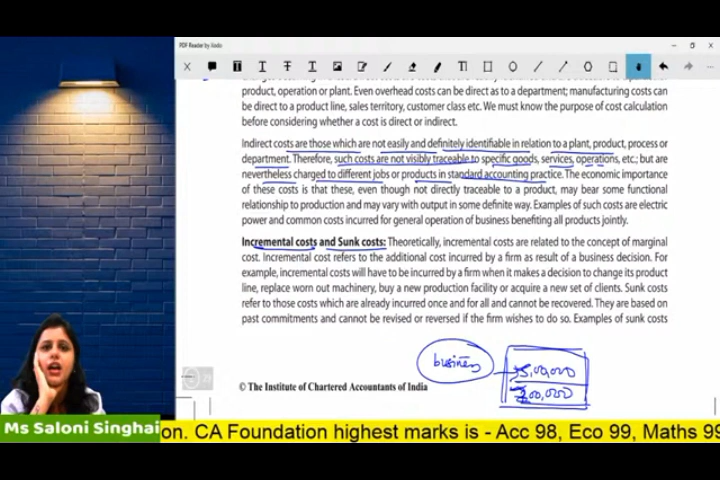 PDF Reader by Xodo
product, operation or plant. Even overhead costs can be direct as to a department; manufacturing costs can
be direct to a product line, sales territory, customer class etc. We must know the purpose of cost calculation
before considering whether a cost is direct or indirect.
Indirect costs are those which are not easily and definitely identifiable in relation to a plant, product, process or
department. Therefore, such costs are not visibly traceable to specific goods, services, operations, etc.; but are
nevertheless charged to different jobs or products in standard accounting practice. The economic importance
of these costs is that these, even though not directly traceable to a product, may bear some functional
relationship to production and may vary with output in some definite way. Examples of such costs are electric
power and common costs incurred for general operation of business benefiting all products jointly.
Incremental costs and Sunk costs: Theoretically, incremental costs are related to the concept of marginal
cost. Incremental cost refers to the additional cost incurred by a firm as result of a business decision. For
example, incremental costs will have to be incurred by a firm when it makes a decision to change its product
line, replace worn out machinery, buy a new production facility or acquire a new set of clients. Sunk costs
refer to those costs which are already incurred once and for all and cannot be recovered. They are based on
past commitments and cannot be revised or reversed if the firm wishes to do so. Examples of sunk costs
business
5,00,000
200,000
© The Institute of Chartered Accountants of India
Ms Saloni Singhai
on. CA Foundation highest marks is - Acc 98, Eco 99, Maths 99